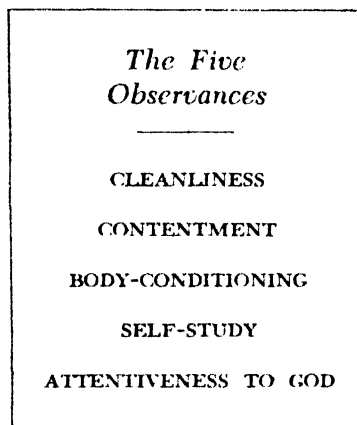 The Five
Observances
CLEANLINESS
CONTENTMENT
BODY-CONDITIONING
SELF-STUDY
ATTENTIVENESS TO GOD